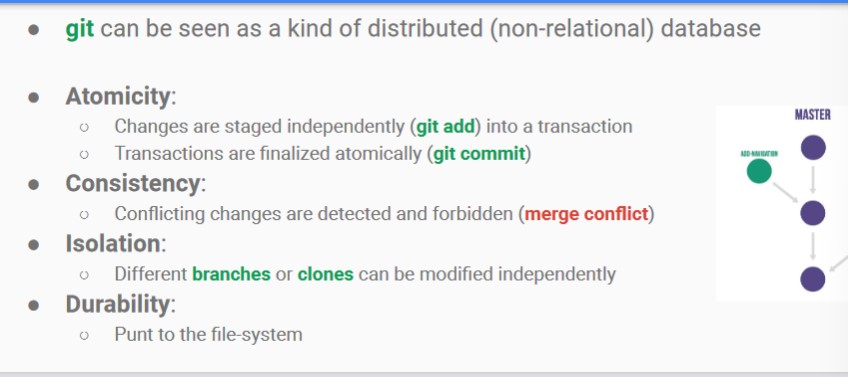 git can be seen as a kind of distributed (non-relational) database
Atomicity:
Changes are staged independently (git add) into a transaction
Transactions are finalized atomically (git commit)
Consistency:
Conflicting changes are detected and forbidden (merge conflict)
Isolation:
Different branches or clones can be modified independently
Durability:
Punt to the file-system
MASTER
ADD-NAVIGATION